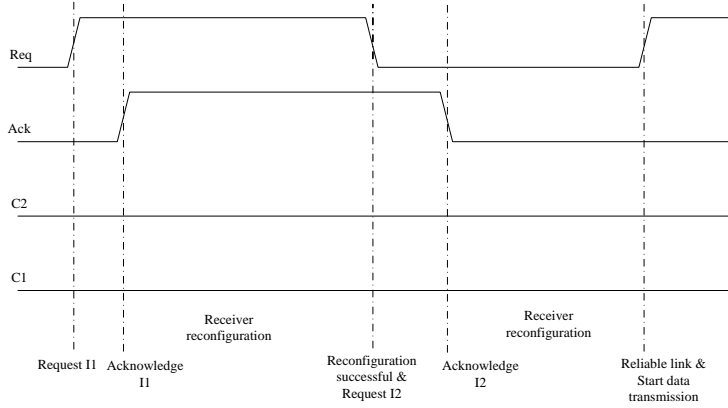 Req
Ack
C2
C1
Receiver
reconfiguration
Receiver
reconfiguration
Request I1
Acknowledge
I1
Reconfiguration
successful &
Request I2
Acknowledge
I2
Reliable link &
Start data
transmission